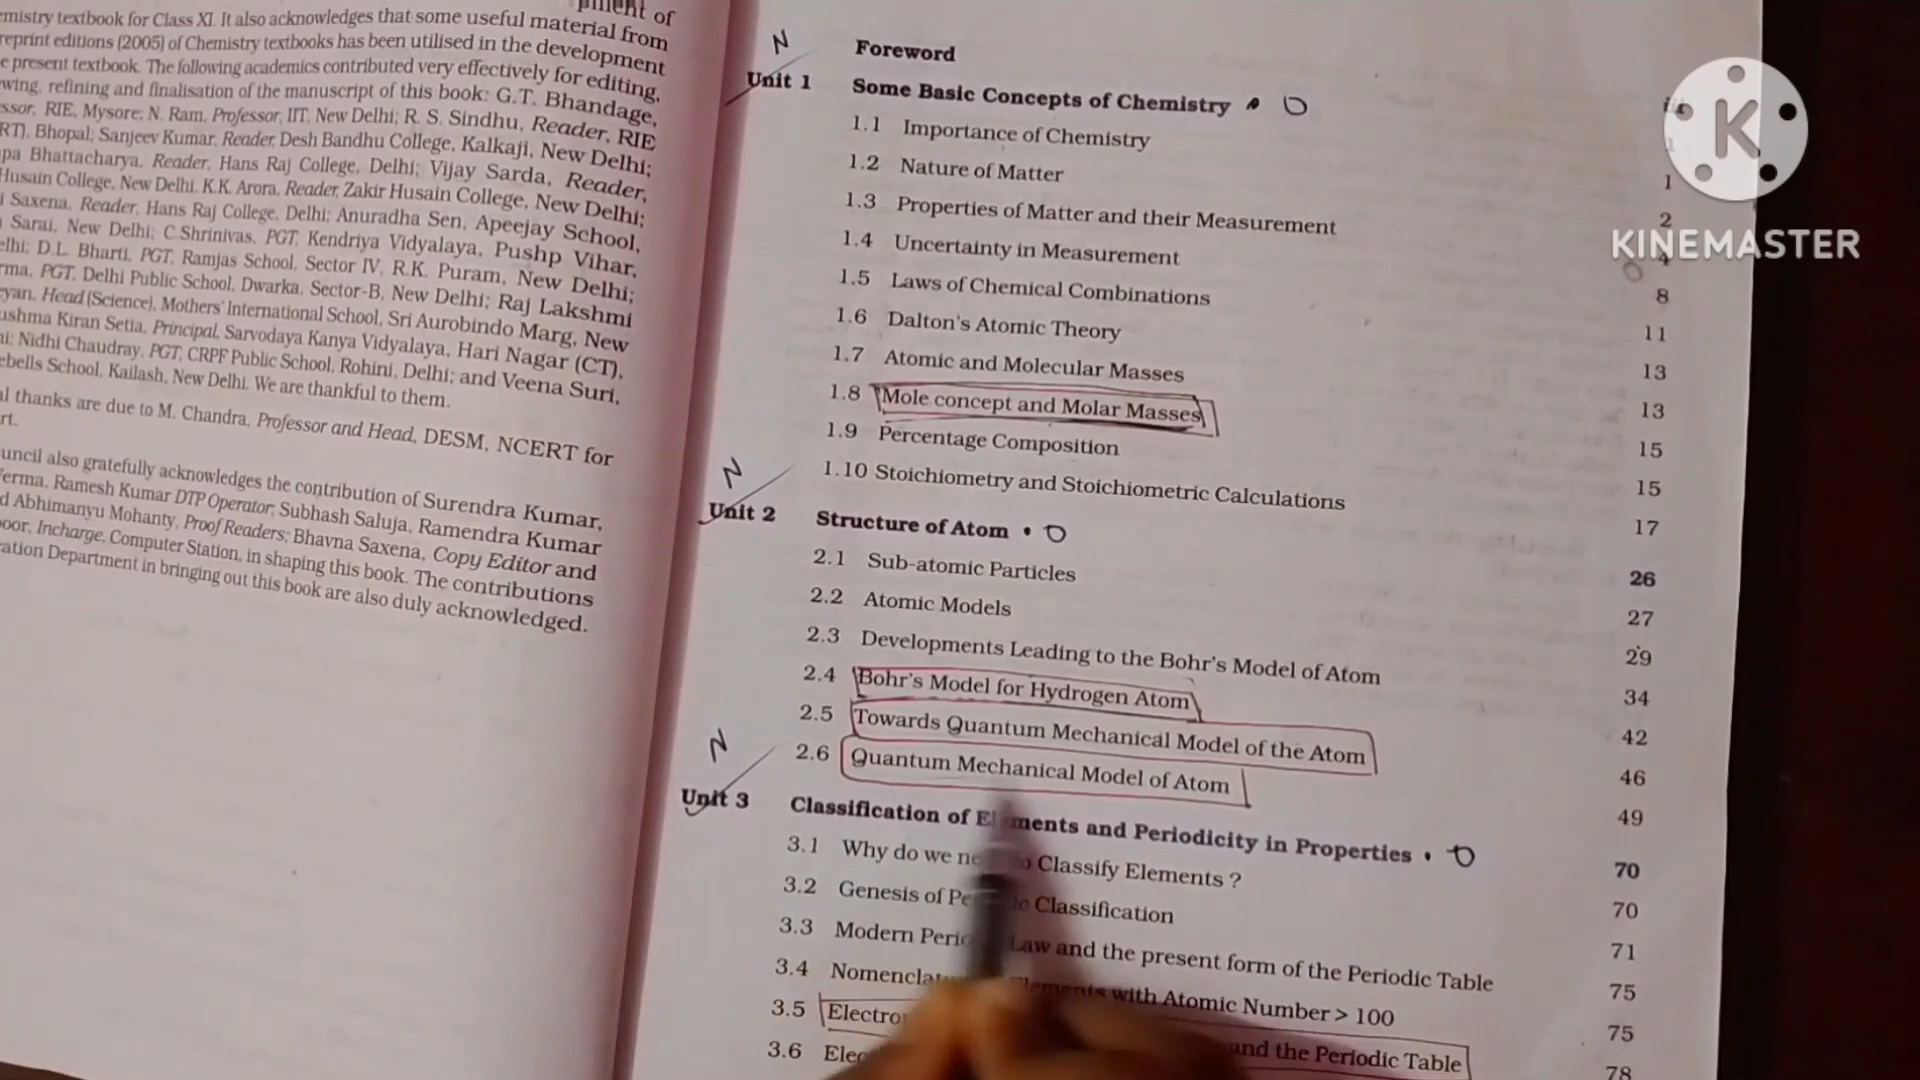 pment of
emistry textbook for Class XI. It also acknowledges that some useful material from
reprint editions (2005) of Chemistry textbooks has been utilised in the development
e present textbook. The following academics contributed very effectively for editing,
wing, refining and finalisation of the manuscript of this book: G.T. Bhandage,
ssor, RIE, Mysore; N. Ram, Professor, IIT, New Delhi; R. S. Sindhu, Reader, RIE
RT), Bhopal; Sanjeev Kumar, Reader, Desh Bandhu College, Kalkaji, New Delhi;
pa Bhattacharya, Reader, Hans Raj College, Delhi; Vijay Sarda, Reader,
Husain College, New Delhi. K.K. Arora, Reader, Zakir Husain College, New Delhi;
i Saxena, Reader, Hans Raj College, Delhi; Anuradha Sen, Apeejay School,
Sarai, New Delhi; C.Shrinivas, PGT, Kendriya Vidyalaya, Pushp Vihar,
elhi; D.L. Bharti, PGT, Ramjas School, Sector IV, R.K. Puram, New Delhi;
rma, PGT, Delhi Public School, Dwarka, Sector-B, New Delhi; Raj Lakshmi
eyan, Head (Science), Mothers' International School, Sri Aurobindo Marg, New
ushma Kiran Setia, Principal, Sarvodaya Kanya Vidyalaya, Hari Nagar (CT),
ni; Nidhi Chaudray, PGT, CRPF Public School, Rohini, Delhi; and Veena Suri,
ebells School, Kailash, New Delhi. We are thankful to them.
al thanks are due to M. Chandra, Professor and Head, DESM, NCERT for
rt.
uncil also gratefully acknowledges the contribution of Surendra Kumar,
Verma, Ramesh Kumar DTP Operator, Subhash Saluja, Ramendra Kumar
d Abhimanyu Mohanty, Proof Readers; Bhavna Saxena, Copy Editor and
oor, Incharge, Computer Station, in shaping this book. The contributions
cation Department in bringing out this book are also duly acknowledged.
Foreword
N
Unit 1 Some Basic Concepts of Chemistry
1.1 Importance of Chemistry 1
1.2 Nature of Matter 2
1.3 Properties of Matter and their Measurement 4
1.4 Uncertainty in Measurement 8
1.5 Laws of Chemical Combinations 11
1.6 Dalton's Atomic Theory 13
1.7 Atomic and Molecular Masses 13
1.8 Mole concept and Molar Masses 15
1.9 Percentage Composition 15
1.10 Stoichiometry and Stoichiometric Calculations 17
N
Unit 2 Structure of Atom 26
2.1 Sub-atomic Particles 27
2.2 Atomic Models 29
2.3 Developments Leading to the Bohr's Model of Atom 34
2.4 Bohr's Model for Hydrogen Atom 42
2.5 Towards Quantum Mechanical Model of the Atom 46
2.6 Quantum Mechanical Model of Atom 49
N
Unit 3 Classification of Elements and Periodicity in Properties 70
3.1 Why do we need to Classify Elements ? 70
3.2 Genesis of Periodic Classification 71
3.3 Modern Periodic Law and the present form of the Periodic Table 75
3.4 Elements with Atomic Number > 100 75
3.5 and the Periodic Table 78
3.6
K
KINEMASTER